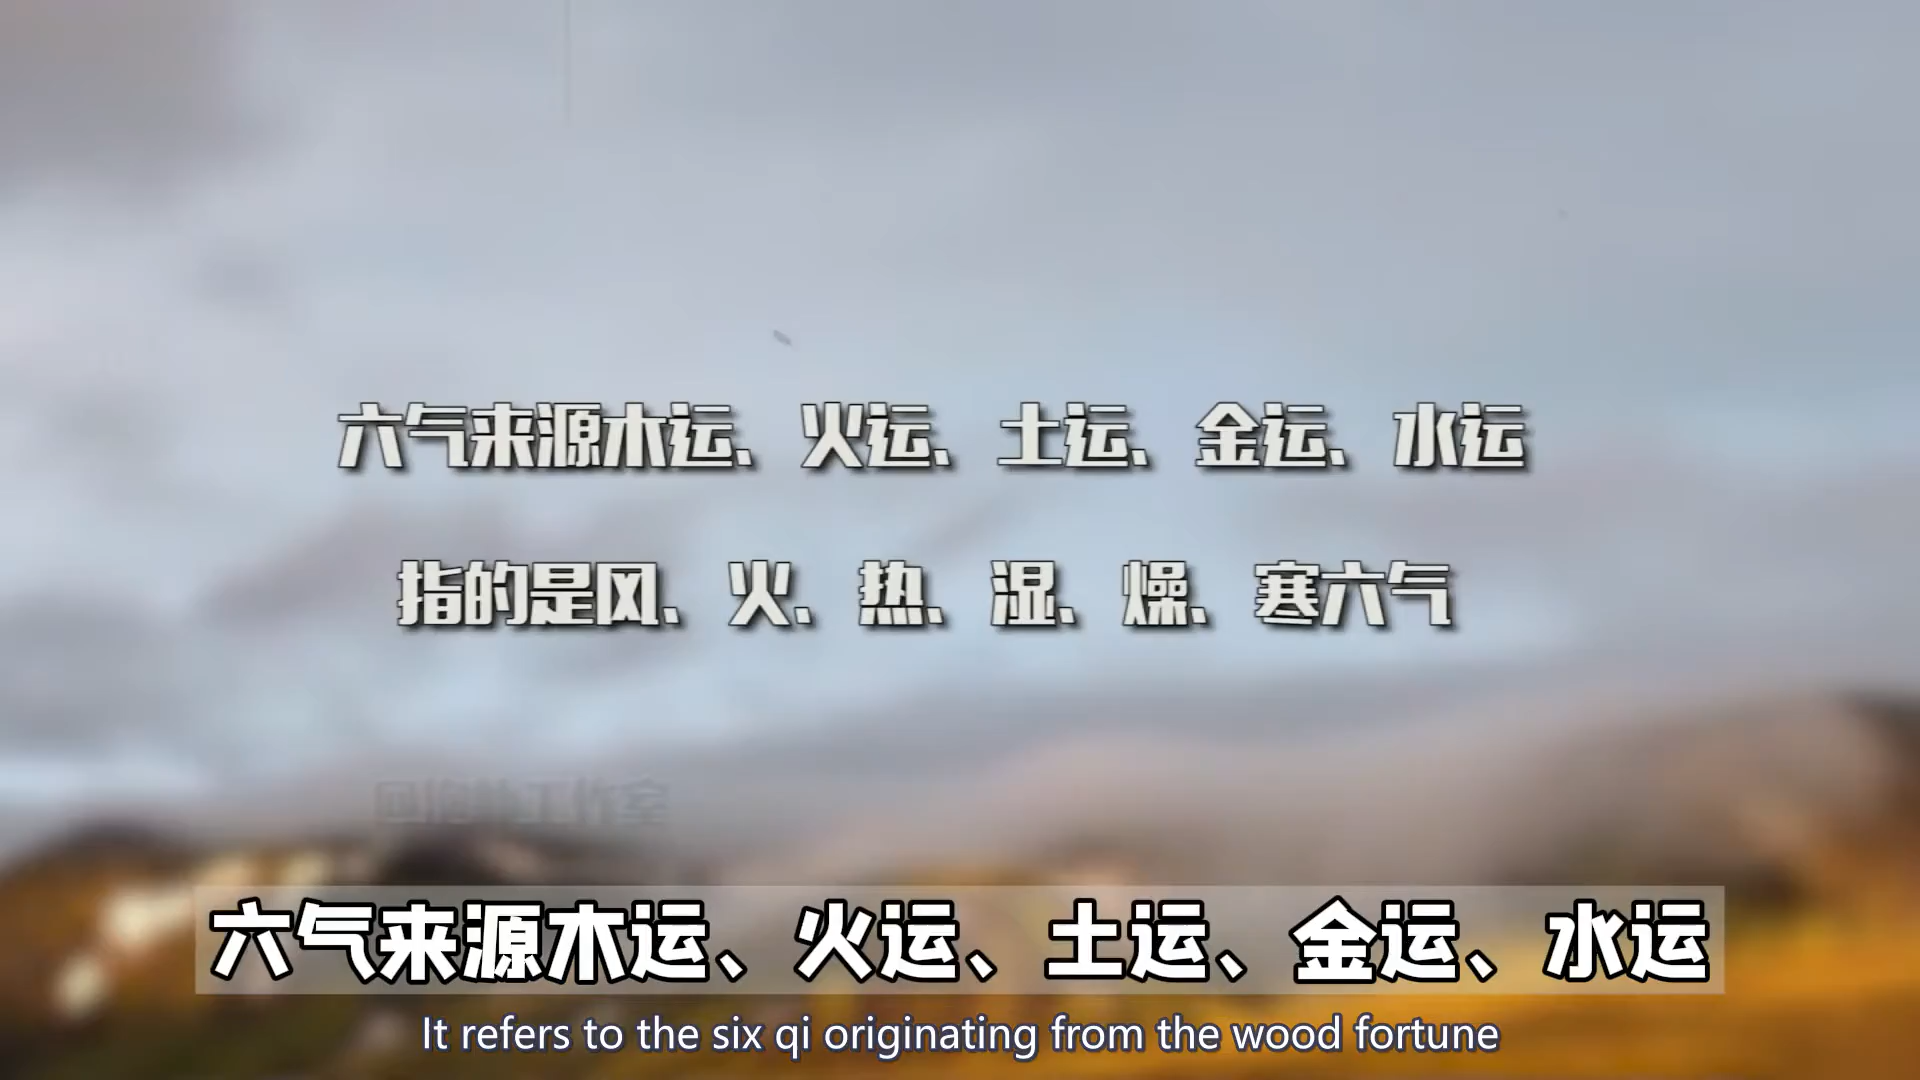 六气来源木运、火运、土运、金运、水运
指的是风、火、热、湿、燥、寒六气
六气来源木运、火运、土运、金运、水运
It refers to the six qi originating from the wood fortune